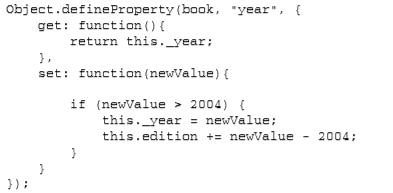 Object.defineProperty(book, "year", {
    get: function(){
        return this._year;
    },
    set: function(newValue){

        if (newValue > 2004) {
            this._year = newValue;
            this.edition += newValue - 2004;
        }
    }
});